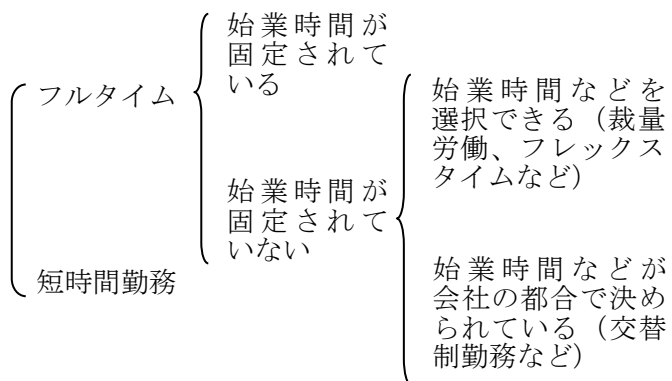 フルタイム
短時間勤務
始業時間が
固定されて
いる
始業時間が
固定されて
いない
始業時間などを
選択できる（裁量
労働、フレックス
タイムなど）
始業時間などが
会社の都合で決め
られている（交替
制勤務など）